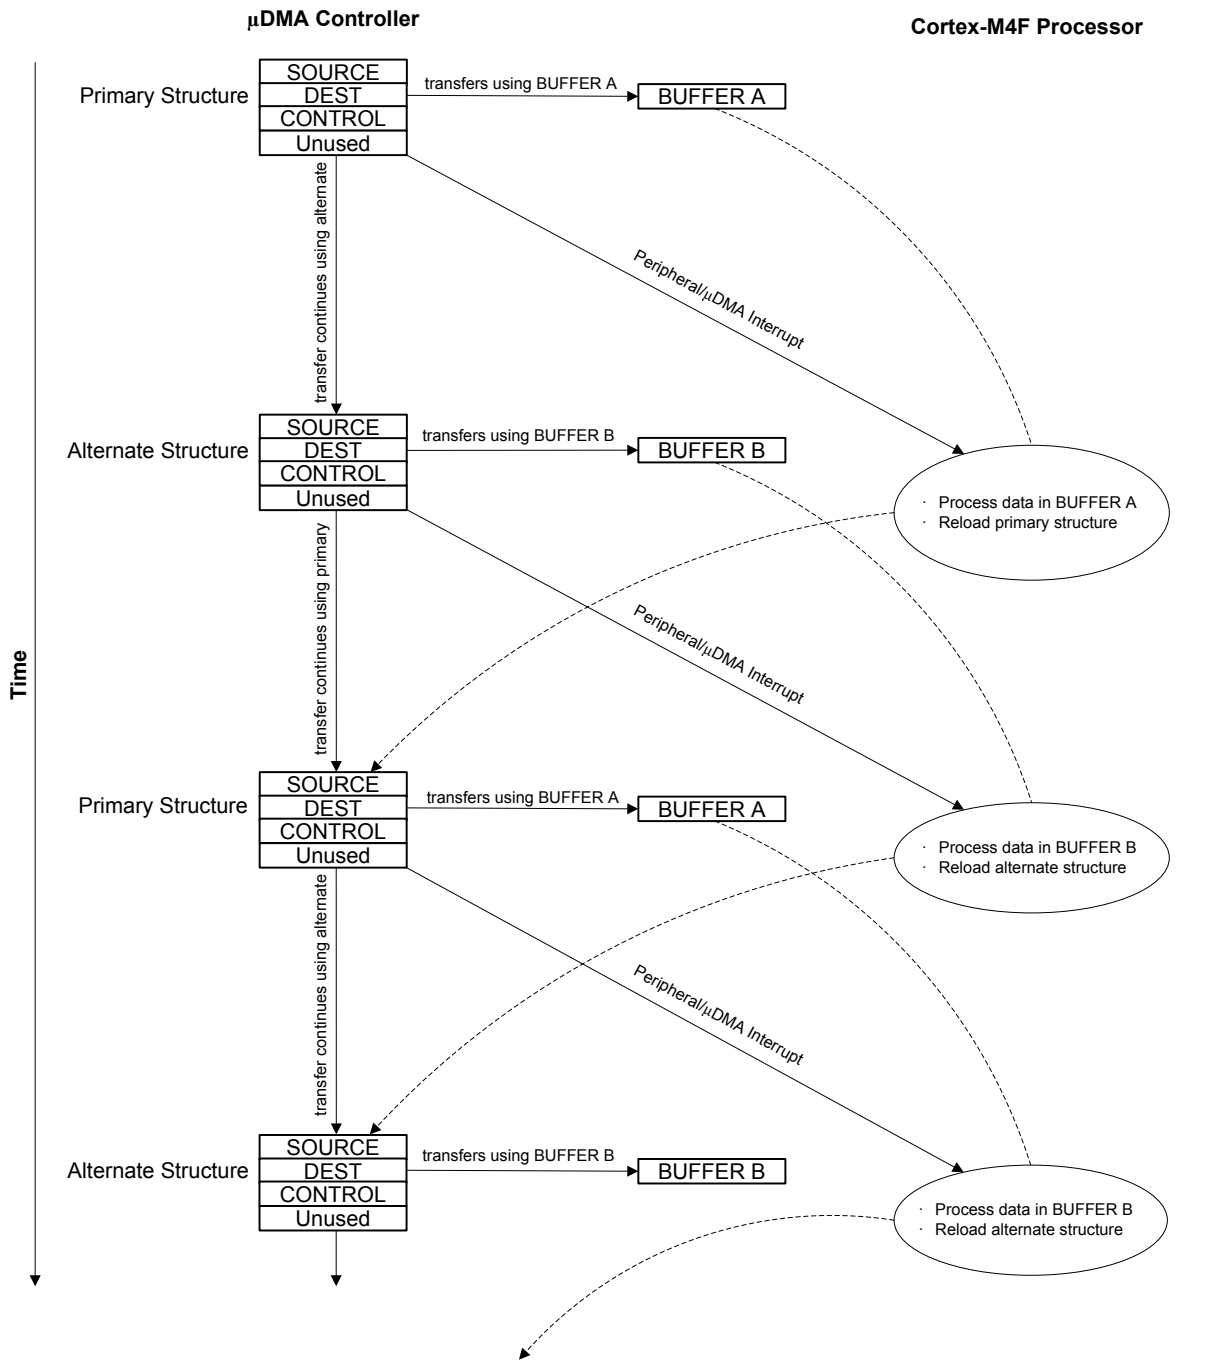 µDMA Controller
Cortex-M4F Processor
Primary Structure
SOURCE
DEST
CONTROL
Unused
transfers using BUFFER A
BUFFER A
transfer continues using alternate
Peripheral/µDMA Interrupt
Alternate Structure
SOURCE
DEST
CONTROL
Unused
transfers using BUFFER B
BUFFER B
· Process data in BUFFER A
· Reload primary structure
transfer continues using primary
Peripheral/µDMA Interrupt
Time
Primary Structure
SOURCE
DEST
CONTROL
Unused
transfers using BUFFER A
BUFFER A
· Process data in BUFFER B
· Reload alternate structure
transfer continues using alternate
Peripheral/µDMA Interrupt
Alternate Structure
SOURCE
DEST
CONTROL
Unused
transfers using BUFFER B
BUFFER B
· Process data in BUFFER B
· Reload alternate structure